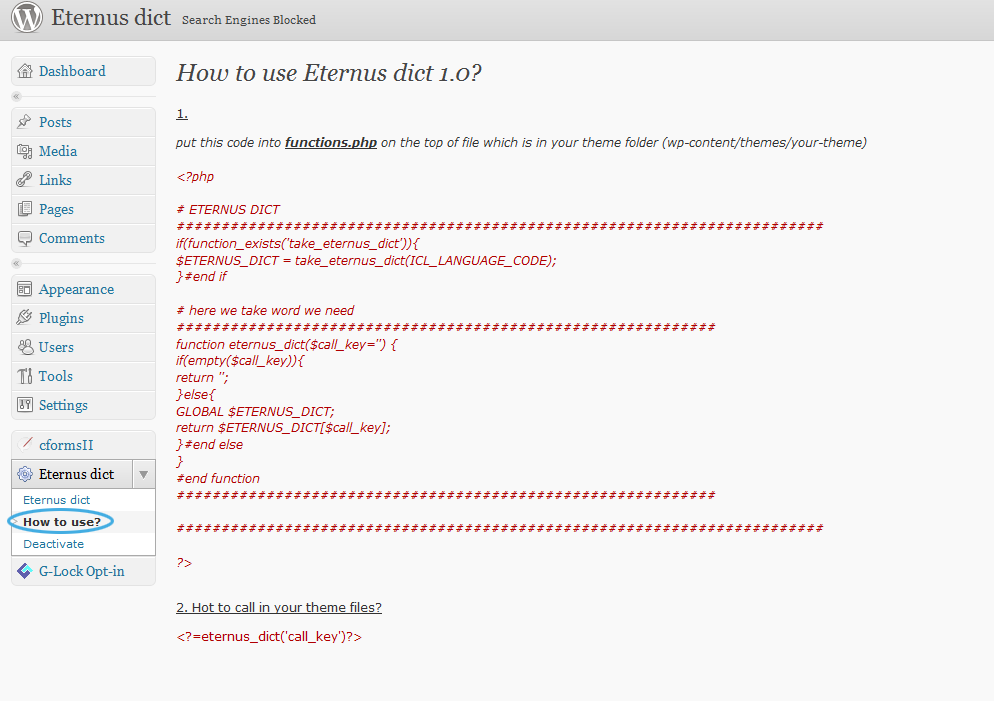 Eternus dict Search Engines Blocked
Dashboard
Posts
Media
Links
Pages
Comments
Appearance
Plugins
Users
Tools
Settings
cformsII
Eternus dict
Eternus dict
How to use?
Deactivate
G-Lock Opt-in
How to use Eternus dict 1.0?
1.
put this code into functions.php on the top of file which is in your theme folder (wp-content/themes/your-theme)
<?php
# ETERNUS DICT
########################################################################
if(function_exists('take_eternus_dict')){
$ETERNUS_DICT = take_eternus_dict(ICL_LANGUAGE_CODE);
}#end if
# here we take word we need
############################################################
function eternus_dict($call_key='') {
if(empty($call_key)){
return '';
}else{
GLOBAL $ETERNUS_DICT;
return $ETERNUS_DICT[$call_key];
}#end else
}
#end function
############################################################
########################################################################
?>
2. Hot to call in your theme files?
<?=eternus_dict('call_key')?>